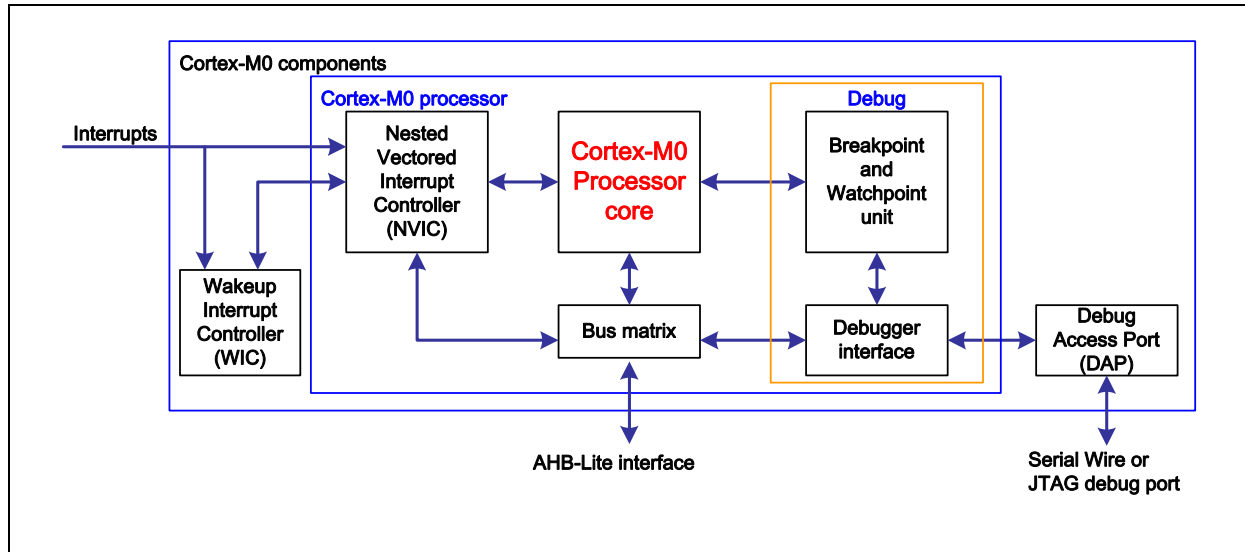 Cortex-M0 components
Cortex-M0 processor
Debug
Interrupts
Nested
Vectored
Interrupt
Controller
(NVIC)
Cortex-M0
Processor
core
Breakpoint
and
Watchpoint
unit
Wakeup
Interrupt
Controller
(WIC)
Bus matrix
Debugger
interface
Debug
Access Port
(DAP)
AHB-Lite interface
Serial Wire or
JTAG debug port